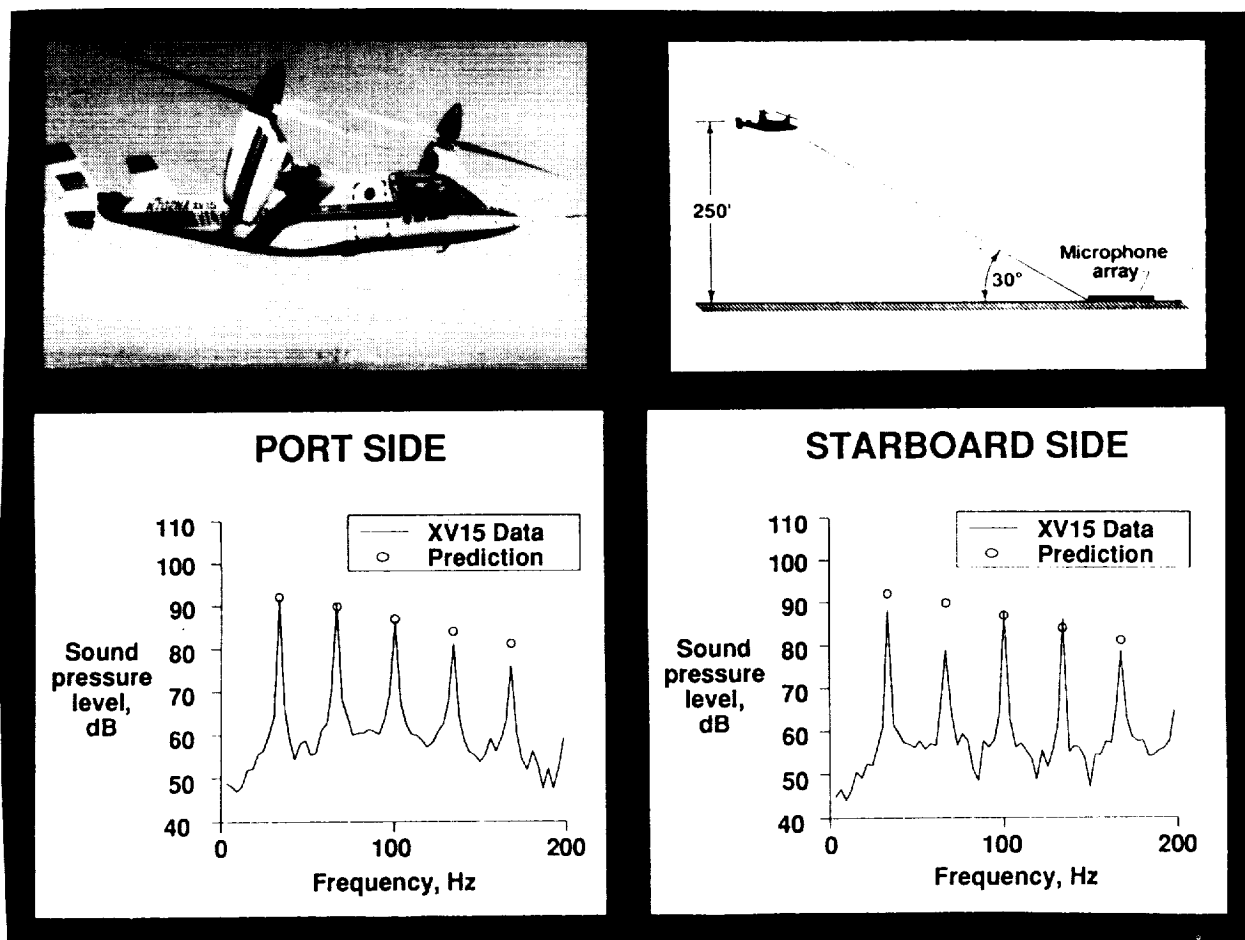 250'
30°
Microphone
array
PORT SIDE
XV15 Data
Prediction
110
100
90
80
70
60
50
40
Sound
pressure
level,
dB
0
100
200
Frequency, Hz
STARBOARD SIDE
XV15 Data
Prediction
110
100
90
80
70
60
50
40
Sound
pressure
level,
dB
0
100
200
Frequency, Hz